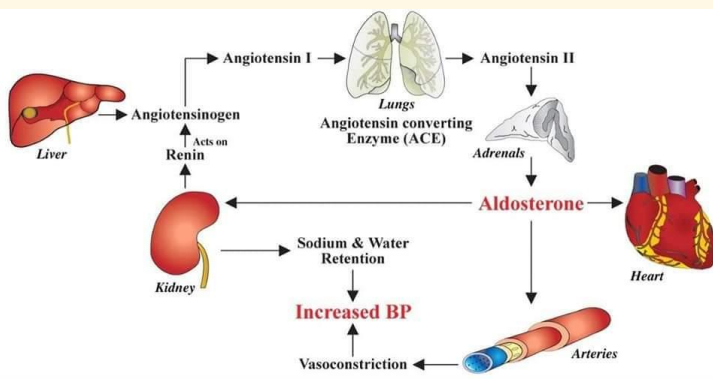 Angiotensin I
Angiotensin II
Lungs
Angiotensin converting
Enzyme (ACE)
Angiotensinogen
Liver
Acts on
Renin
Adrenals
Aldosterone
Kidney
Sodium & Water
Retention
Heart
Increased BP
Vasoconstriction
Arteries